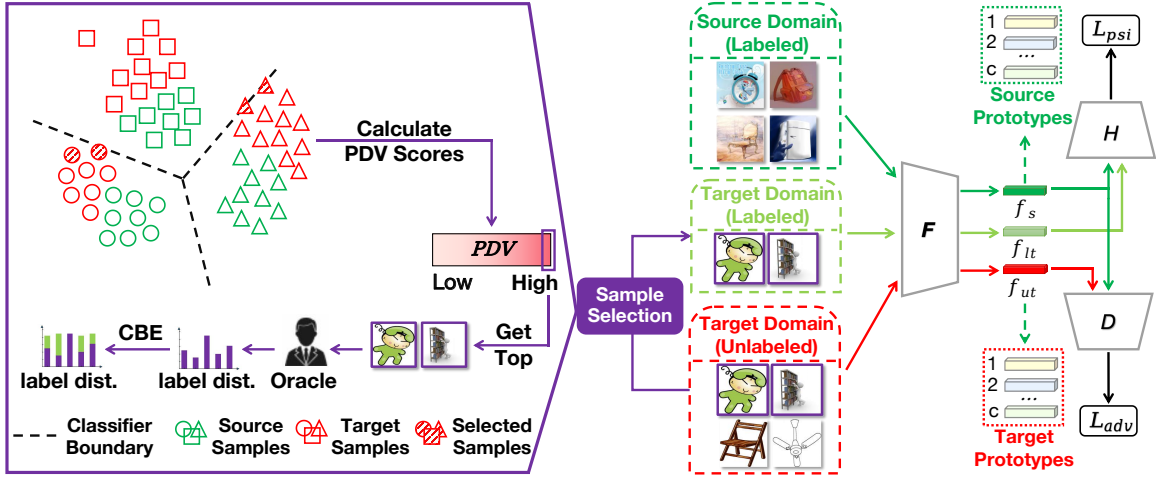 Calculate
PDV Scores
PDV
Low
High
Get
Top
CBE
label dist.
label dist.
Oracle
Classifier
Boundary
Source
Samples
Target
Samples
Selected
Samples
Sample
Selection
Source Domain
(Labeled)
Target Domain
(Labeled)
Target Domain
(Unlabeled)
F
f_s
f_lt
f_ut
1
2
...
c
Source
Prototypes
L_psi
H
D
L_adv
1
2
...
c
Target
Prototypes